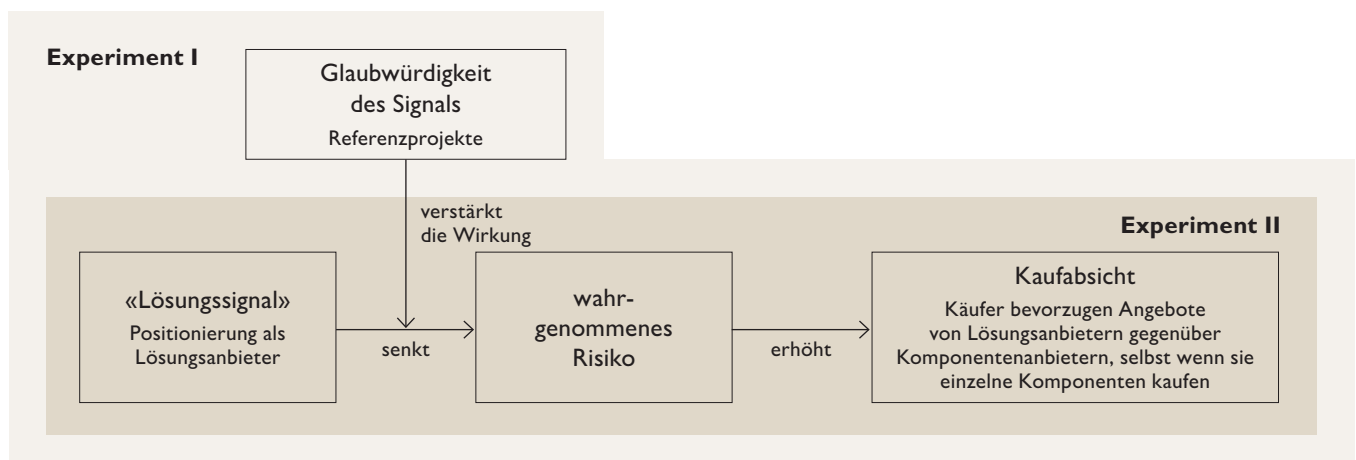 Experiment I
Glaubwürdigkeit
des Signals
Referenzprojekte
verstärkt
die Wirkung
Experiment II
«Lösungssignal»
Positionierung als
Lösungsanbieter
senkt
wahr-
genommenes
Risiko
erhöht
Kaufabsicht
Käufer bevorzugen Angebote
von Lösungsanbietern gegenüber
Komponentenanbietern, selbst wenn sie
einzelne Komponenten kaufen